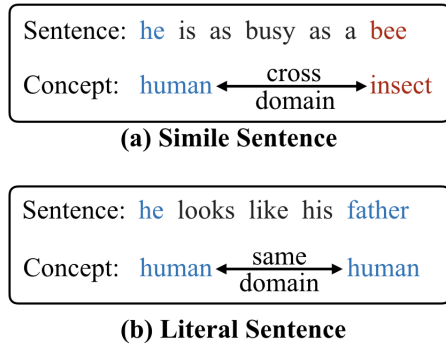 Sentence: he is as busy as a bee
Concept: human cross domain insect
(a) Simile Sentence
Sentence: he looks like his father
Concept: human same domain human
(b) Literal Sentence